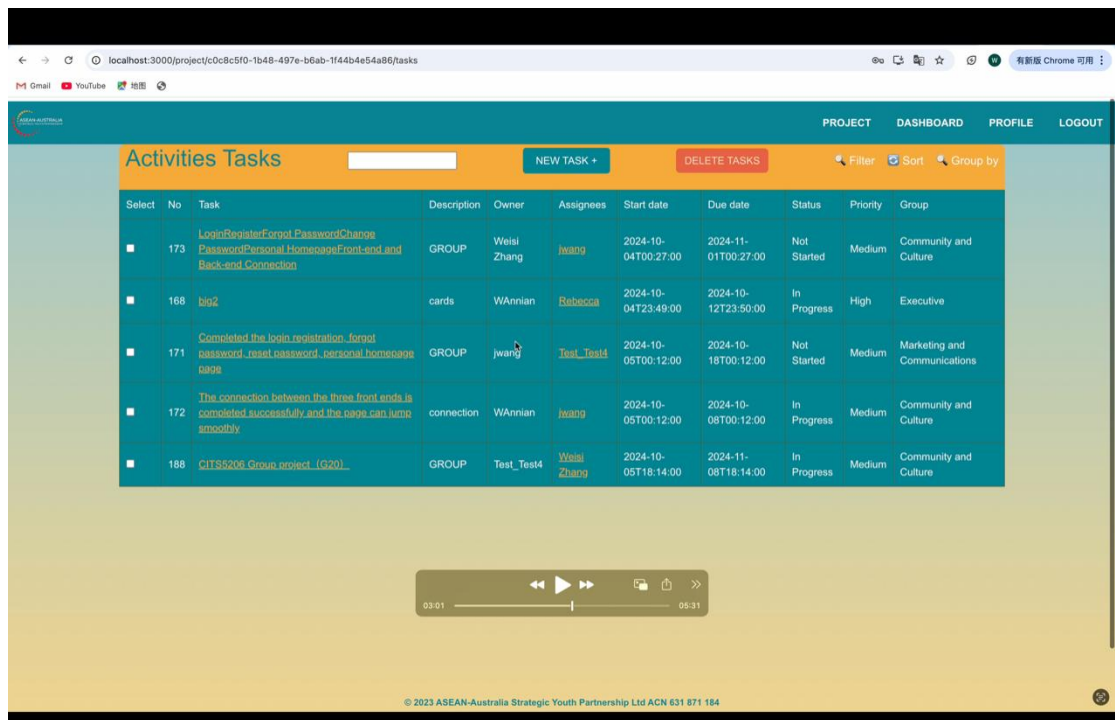 localhost:3000/project/c0c8c5f0-1b48-497e-b6ab-1f44b4e54a86/tasks
W
有新版 Chrome 可用
Gmail
YouTube
地图
ASEAN-AUSTRALIA
PROJECT
DASHBOARD
PROFILE
LOGOUT
Activities Tasks
NEW TASK +
DELETE TASKS
Filter
Sort
Group by
Select No Task Description Owner Assignees Start date Due date Status Priority Group
173
LoginRegisterForgot PasswordChange
PasswordPersonal HomepageFront-end and
Back-end Connection
GROUP
Weisi
Zhang
jwang
2024-10-
04T00:27:00
2024-11-
01T00:27:00
Not
Started
Medium
Community and
Culture
168
big2
cards
WAnnian
Rebecca
2024-10-
04T23:49:00
2024-10-
12T23:50:00
In
Progress
High
Executive
171
Completed the login registration, forgot
password, reset password, personal homepage
page
GROUP
jwang
Test_Test4
2024-10-
05T00:12:00
2024-10-
18T00:12:00
Not
Started
Medium
Marketing and
Communications
172
The connection between the three front ends is
completed successfully and the page can jump
smoothly
connection
WAnnian
jwang
2024-10-
05T00:12:00
2024-10-
08T00:12:00
In
Progress
Medium
Community and
Culture
188
CITS5206 Group project（G20）
GROUP
Test_Test4
Weisi
Zhang
2024-10-
05T18:14:00
2024-11-
08T18:14:00
In
Progress
Medium
Community and
Culture
03:01
05:31
© 2023 ASEAN-Australia Strategic Youth Partnership Ltd ACN 631 871 184